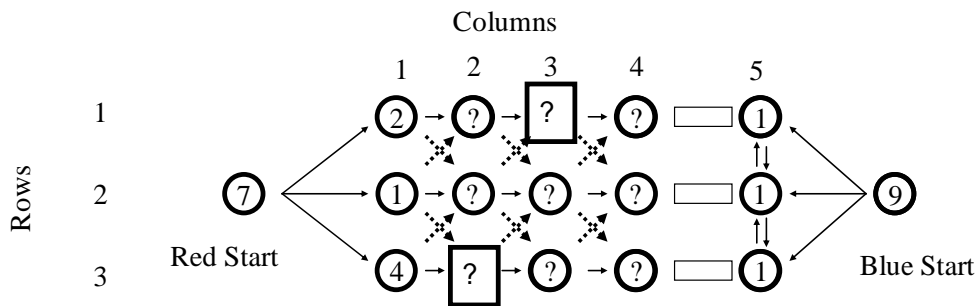 Columns
1 2 3 4 5
1 2 ? ? ? 1
Rows 2 7 1 ? ? ? 1 9
Red Start 3 4 ? ? ? 1 Blue Start